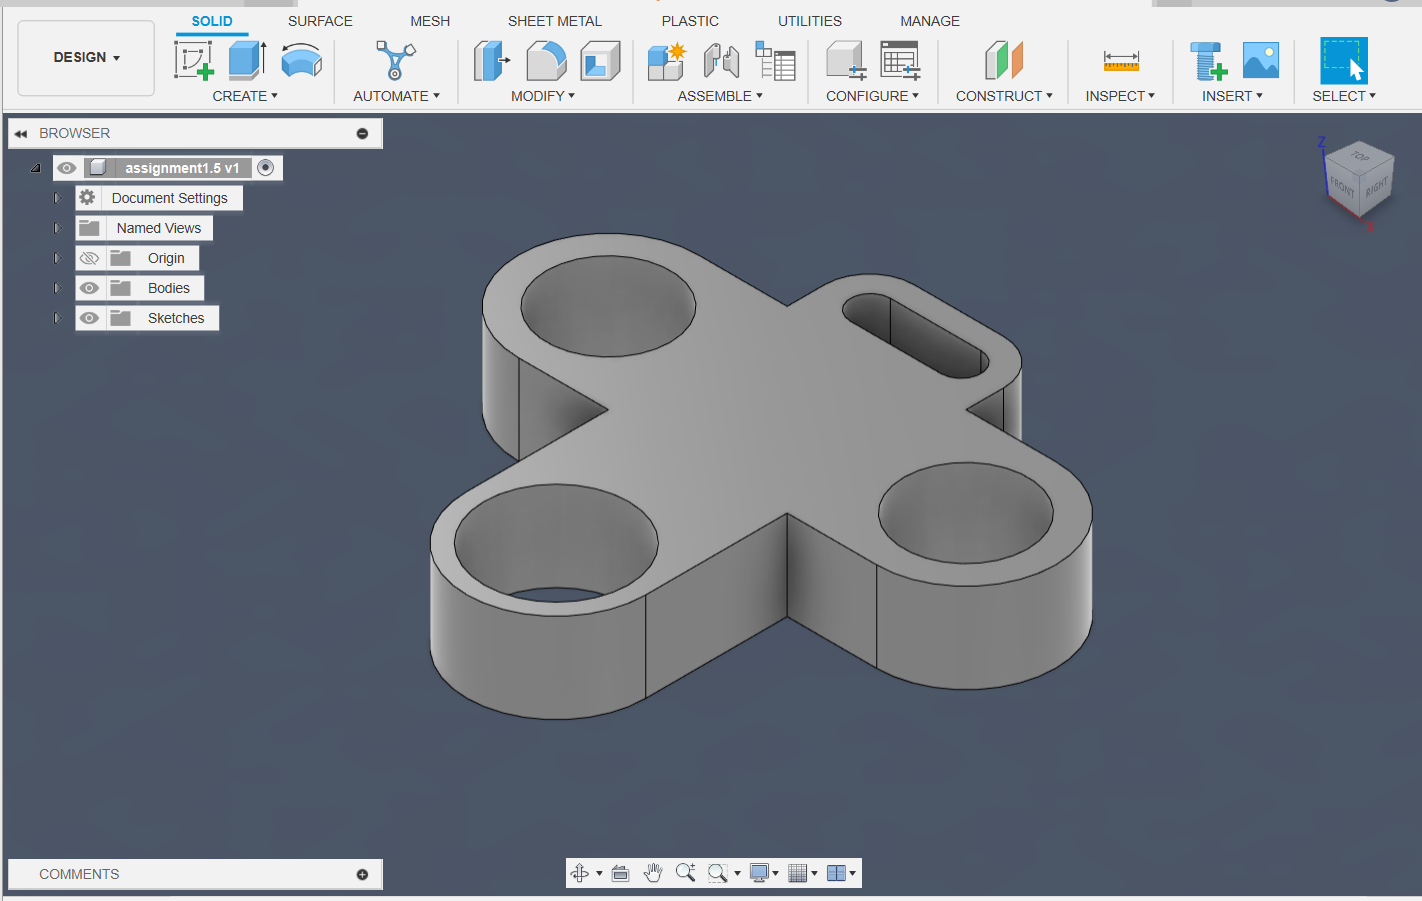 SOLID SURFACE MESH SHEET METAL PLASTIC UTILITIES MANAGE
DESIGN
CREATE AUTOMATE MODIFY ASSEMBLE CONFIGURE CONSTRUCT INSPECT INSERT SELECT
BROWSER
assignment1.5 v1
Document Settings
Named Views
Origin
Bodies
Sketches
Z
TOP
FRONT RIGHT
X
COMMENTS